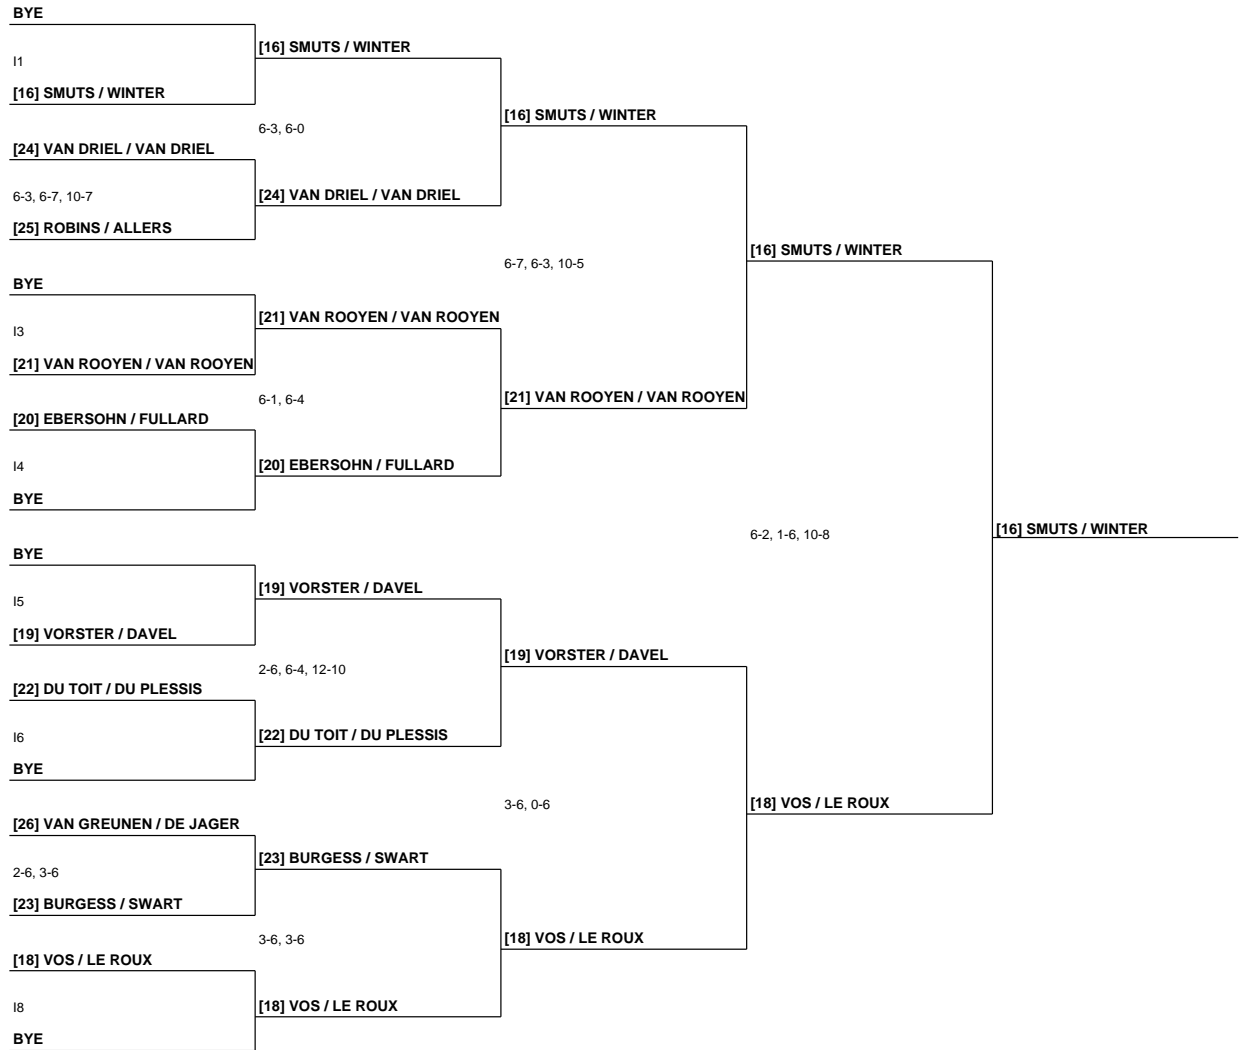 BYE
I1
[16] SMUTS / WINTER
[24] VAN DRIEL / VAN DRIEL
6-3, 6-7, 10-7
[25] ROBINS / ALLERS
BYE
I3
[21] VAN ROOYEN / VAN ROOYEN
[20] EBERSOHN / FULLARD
I4
BYE
BYE
I5
[19] VORSTER / DAVEL
[22] DU TOIT / DU PLESSIS
I6
BYE
[26] VAN GREUNEN / DE JAGER
2-6, 3-6
[23] BURGESS / SWART
[18] VOS / LE ROUX
I8
BYE
[16] SMUTS / WINTER
6-3, 6-0
[24] VAN DRIEL / VAN DRIEL
[21] VAN ROOYEN / VAN ROOYEN
6-1, 6-4
[20] EBERSOHN / FULLARD
[19] VORSTER / DAVEL
2-6, 6-4, 12-10
[22] DU TOIT / DU PLESSIS
[23] BURGESS / SWART
3-6, 3-6
[18] VOS / LE ROUX
[16] SMUTS / WINTER
6-7, 6-3, 10-5
[21] VAN ROOYEN / VAN ROOYEN
[19] VORSTER / DAVEL
3-6, 0-6
[18] VOS / LE ROUX
[16] SMUTS / WINTER
6-2, 1-6, 10-8
[18] VOS / LE ROUX
[16] SMUTS / WINTER